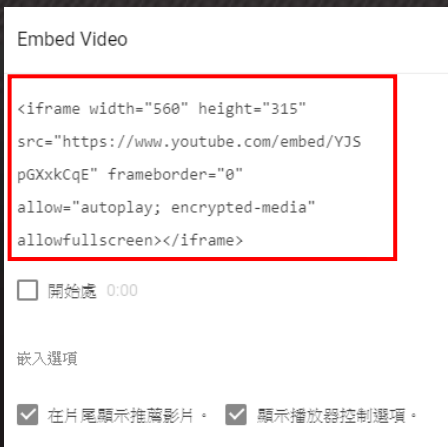 Embed Video
<iframe width="560" height="315"
src="https://www.youtube.com/embed/YJS
pGXxkCqE" frameborder="0"
allow="autoplay; encrypted-media"
allowfullscreen></iframe>
開始處 0:00
嵌入選項
在片尾顯示推薦影片。 顯示播放器控制選項。